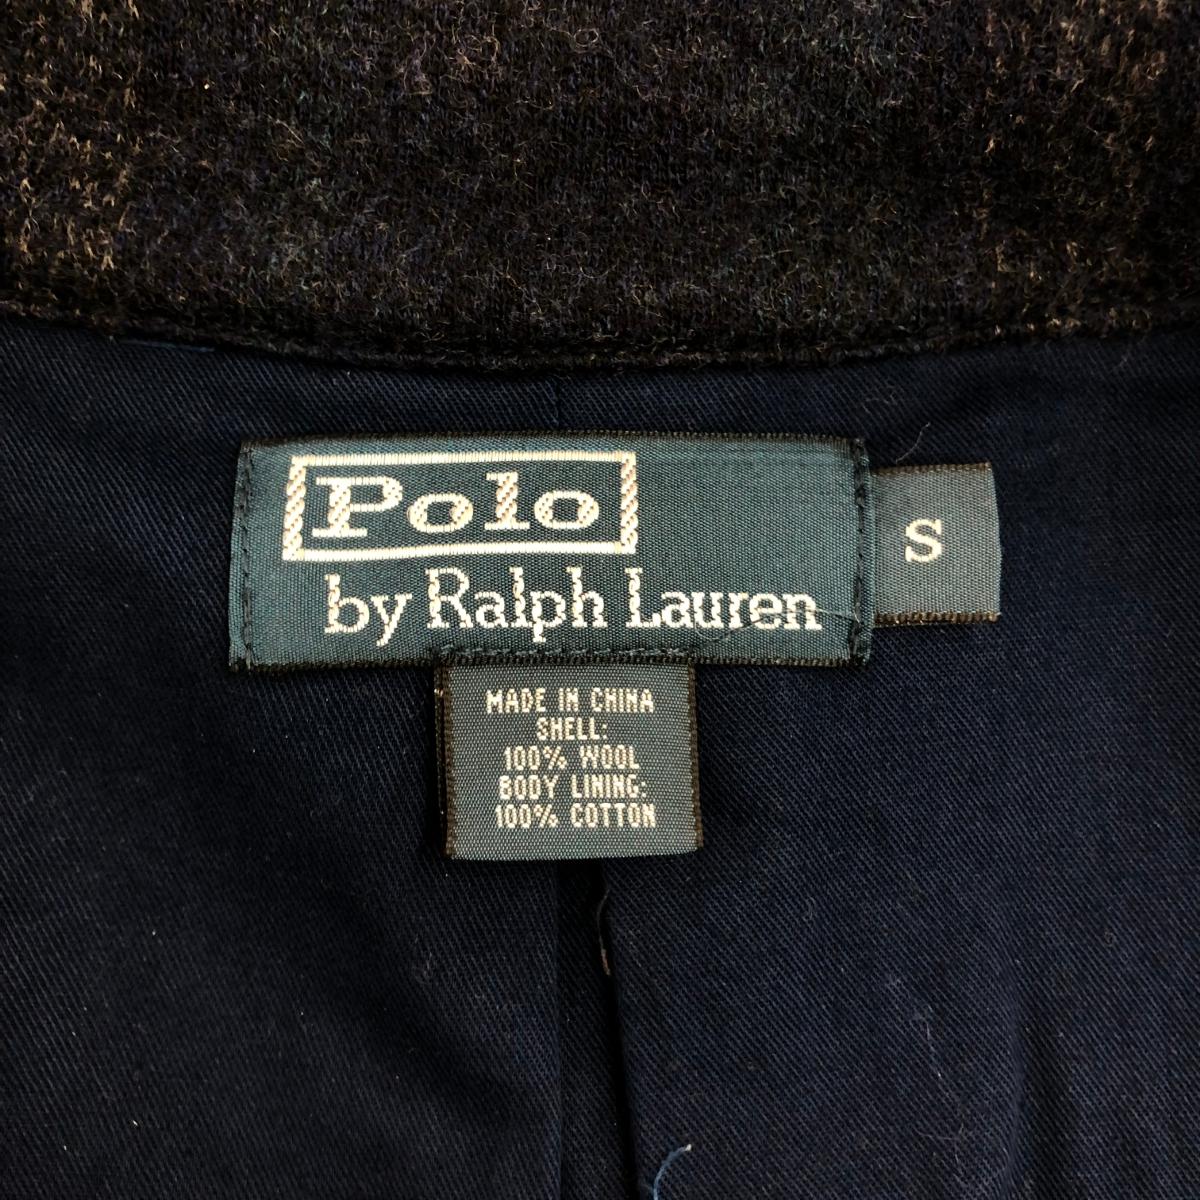 Polo
by Ralph Lauren
S
MADE IN CHINA
SHELL:
100% WOOL
BODY LINING:
100% COTTON